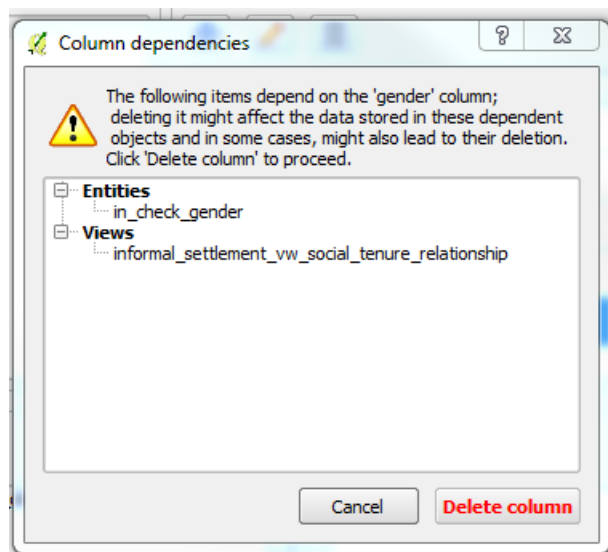 Column dependencies
The following items depend on the 'gender' column;
deleting it might affect the data stored in these dependent
objects and in some cases, might also lead to their deletion.
Click 'Delete column' to proceed.
Entities
in_check_gender
Views
informal_settlement_vw_social_tenure_relationship
Cancel
Delete column